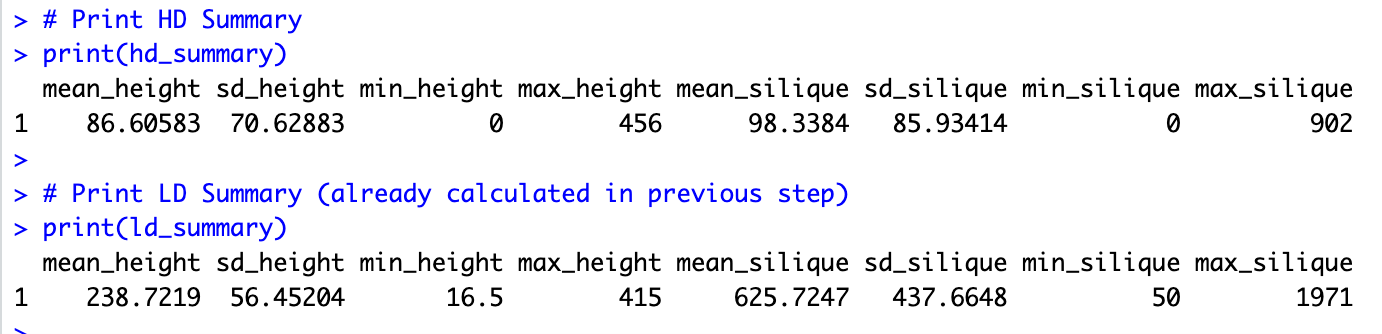 > # Print HD Summary
> print(hd_summary)
  mean_height sd_height min_height max_height mean_silique sd_silique min_silique max_silique
1    86.60583  70.62883          0        456      98.3384   85.93414           0         902
>
> # Print LD Summary (already calculated in previous step)
> print(ld_summary)
  mean_height sd_height min_height max_height mean_silique sd_silique min_silique max_silique
1    238.7219  56.45204       16.5        415     625.7247   437.6648          50        1971
>